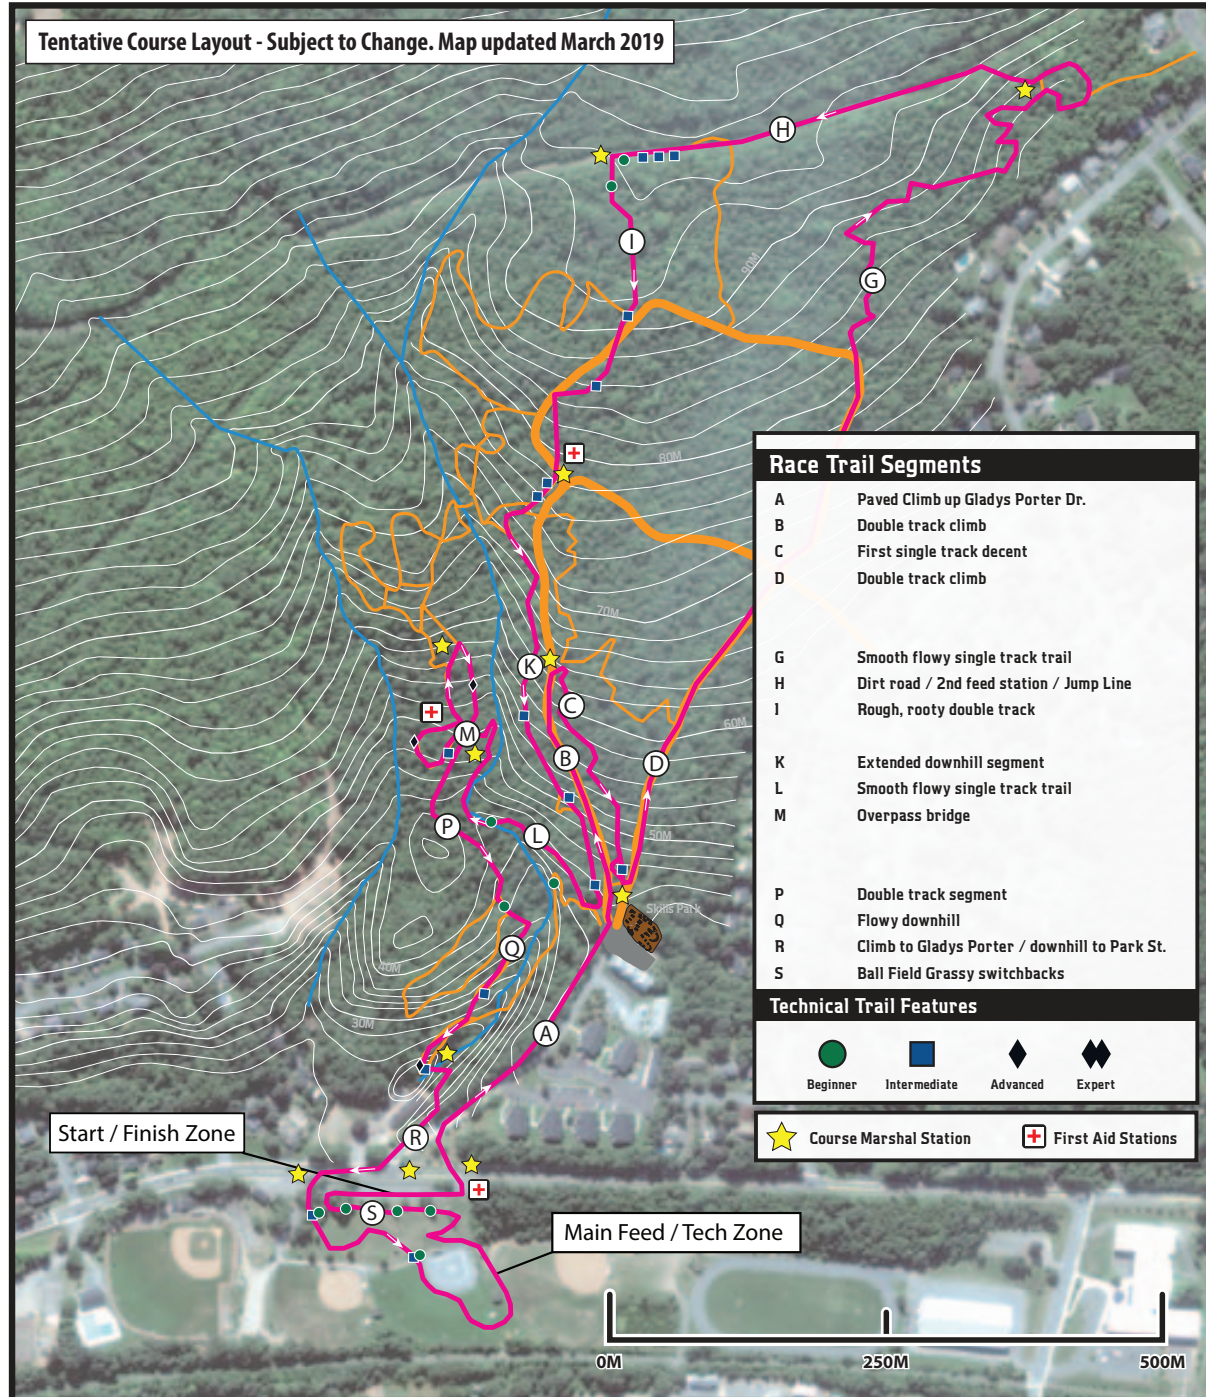 Tentative Course Layout - Subject to Change. Map updated March 2019
H
I
90M
G
80M
Race Trail Segments
A Paved Climb up Gladys Porter Dr.
B Double track climb
C First single track decent
D Double track climb
G Smooth flowy single track trail
H Dirt road / 2nd feed station / Jump Line
I Rough, rooty double track
K Extended downhill segment
L Smooth flowy single track trail
M Overpass bridge
P Double track segment
Q Flowy downhill
R Climb to Gladys Porter / downhill to Park St.
S Ball Field Grassy switchbacks
Technical Trail Features
Beginner
Intermediate
Advanced
Expert
Course Marshal Station
First Aid Stations
70M
K
C
60M
M
B
D
P
L
50M
Skills Park
Q
40M
30M
A
Start / Finish Zone
R
S
Main Feed / Tech Zone
0M
250M
500M